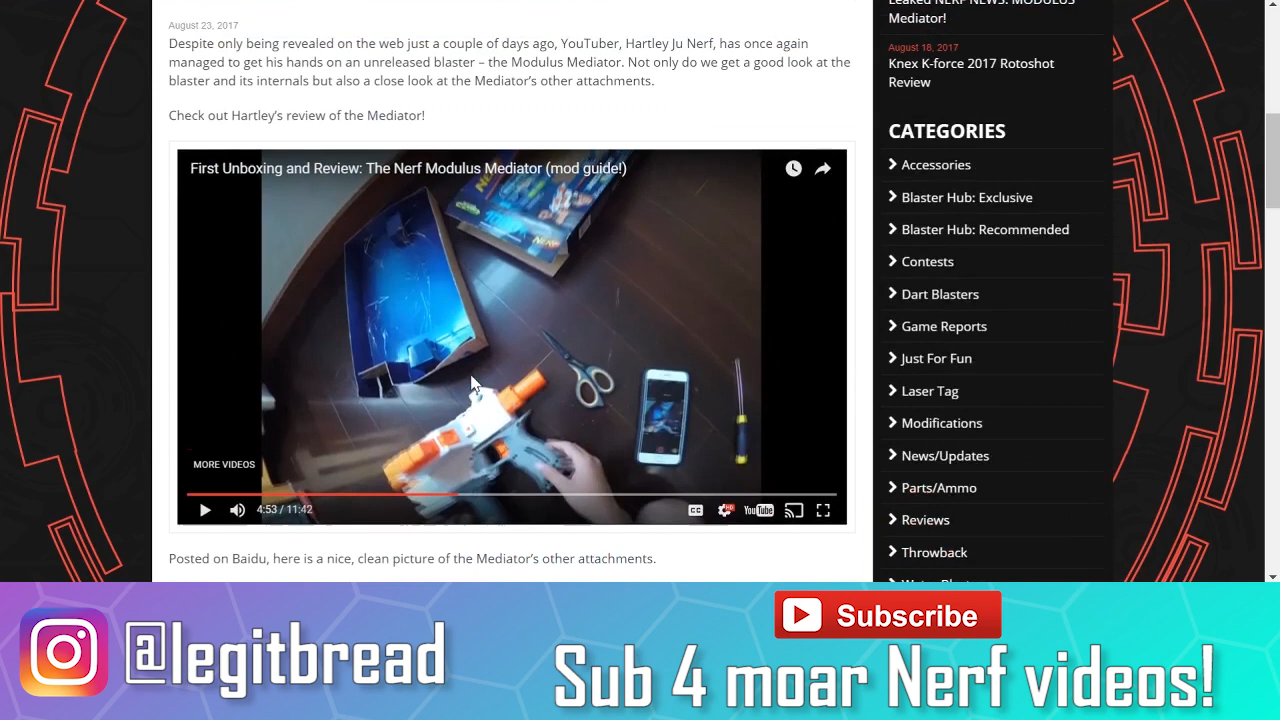 August 23, 2017
Despite only being revealed on the web just a couple of days ago, YouTuber, Hartley Ju Nerf, has once again
managed to get his hands on an unreleased blaster – the Modulus Mediator. Not only do we get a good look at the
blaster and its internals but also a close look at the Mediator's other attachments.
Check out Hartley's review of the Mediator!
First Unboxing and Review: The Nerf Modulus Mediator (mod guide!)
NERF
MORE VIDEOS
4:53 / 11:42
CC
HD
YouTube
Posted on Baidu, here is a nice, clean picture of the Mediator's other attachments.
Leaked NERF NEWS: MODULUS
Mediator!
August 18, 2017
Knex K-force 2017 Rotoshot
Review
CATEGORIES
Accessories
Blaster Hub: Exclusive
Blaster Hub: Recommended
Contests
Dart Blasters
Game Reports
Just For Fun
Laser Tag
Modifications
News/Updates
Parts/Ammo
Reviews
Throwback
@legitbread
Subscribe
Sub 4 moar Nerf videos!